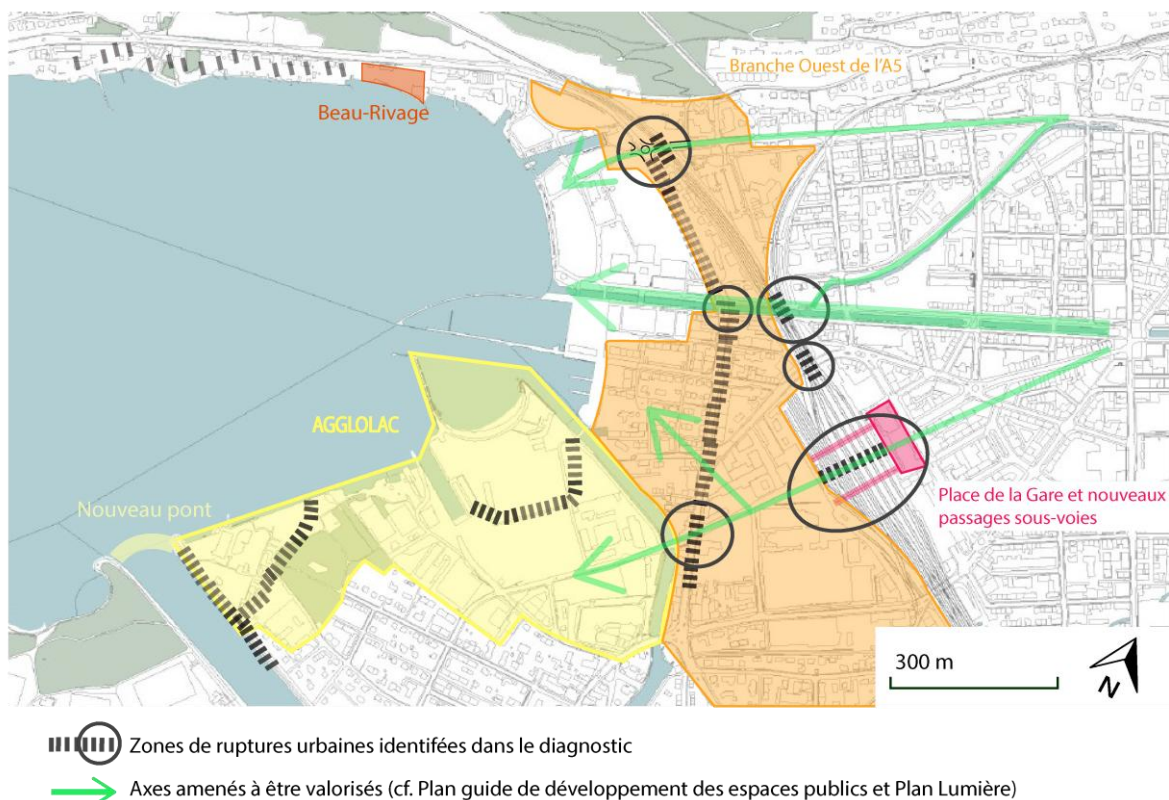 Branche Ouest de l'A5
Beau-Rivage
AGGLOLAC
Nouveau pont
Place de la Gare et nouveaux
passages sous-voies
300 m
N
Zones de ruptures urbaines identifées dans le diagnostic
Axes amenés à être valorisés (cf. Plan guide de développement des espaces publics et Plan Lumière)